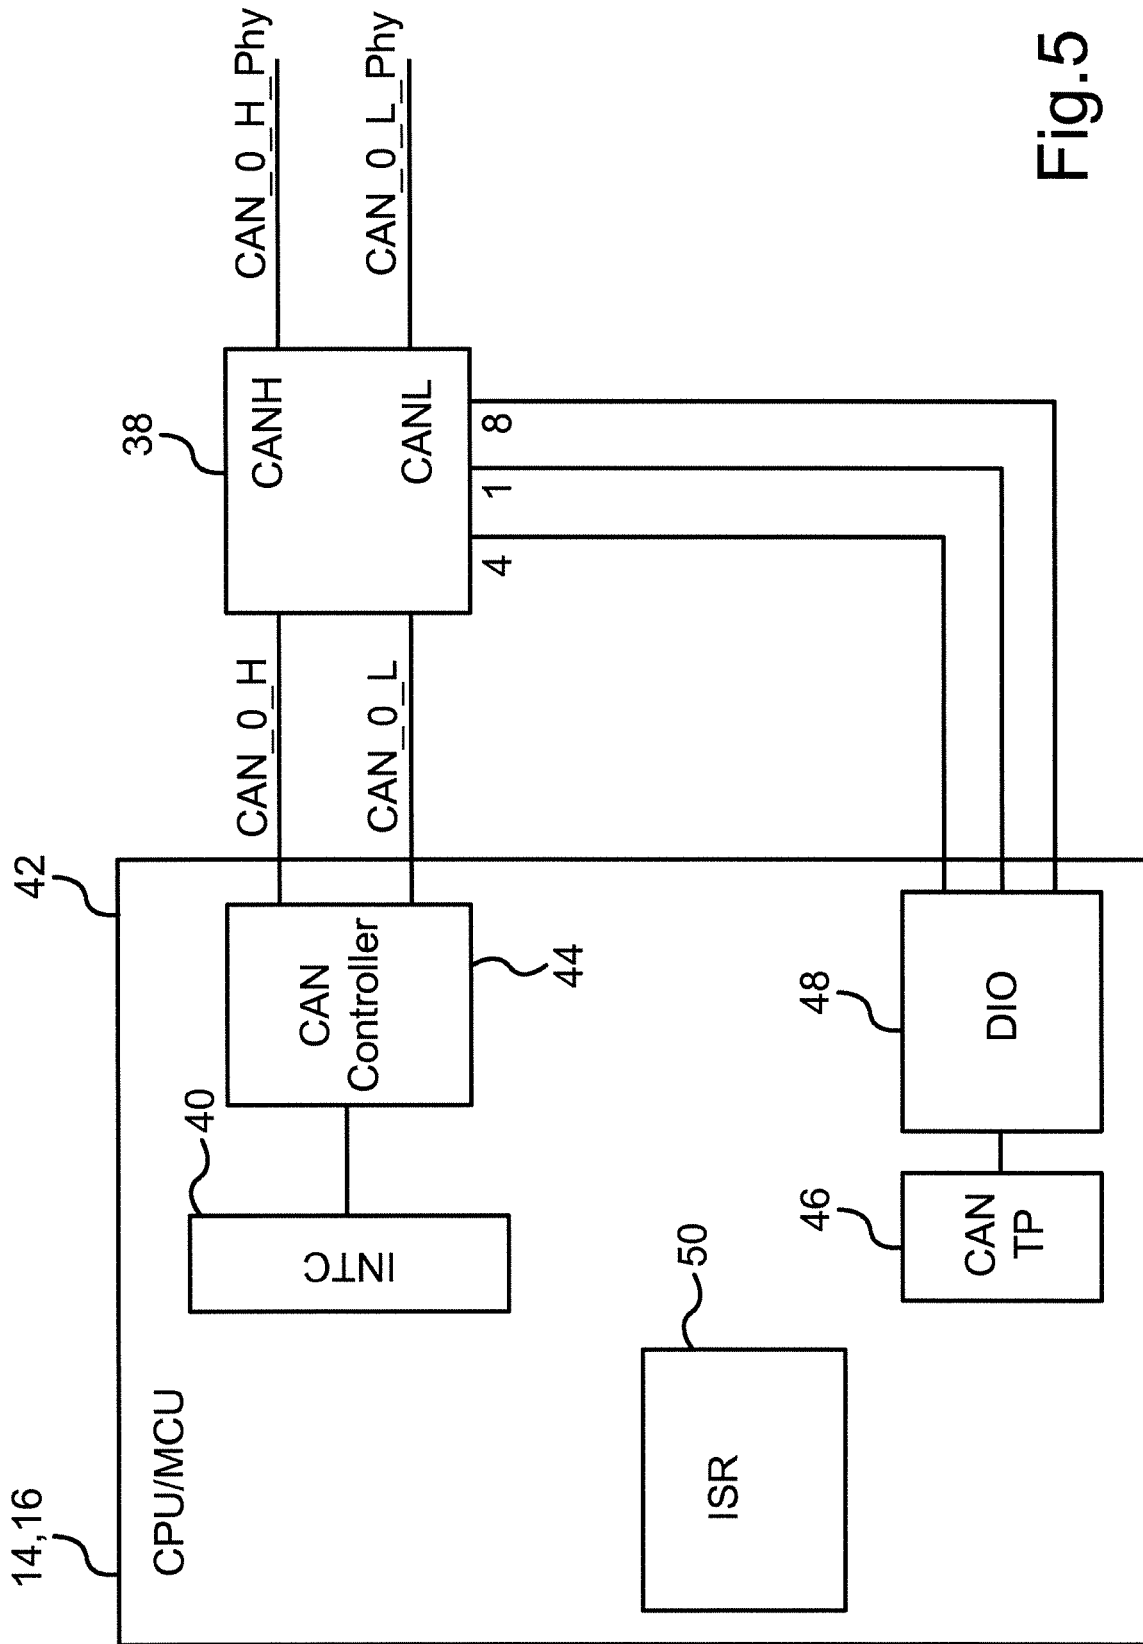 14,16
CPU/MCU
42
INTC
40
CAN
Controller
44
CAN_0_H
CAN_0_L
38
CANH
CANL
CAN_0_H_Phy
CAN_0_L_Phy
4
1
8
ISR
50
46
CAN
TP
48
DIO
Fig.5